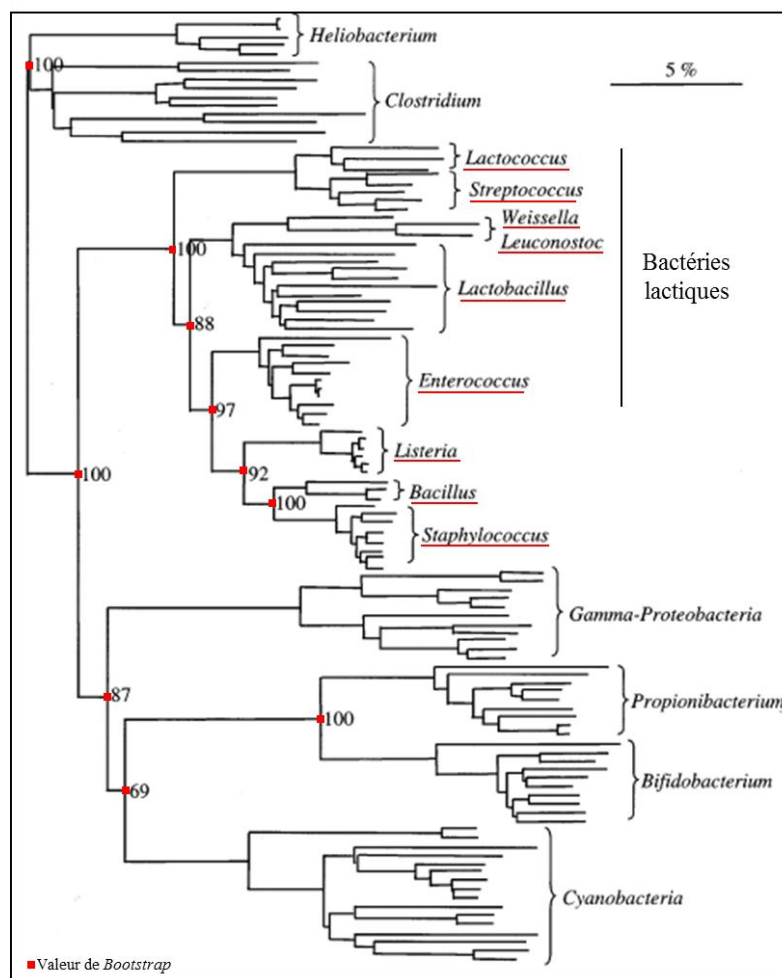 Heliobacterium
100
5 %
Clostridium
Lactococcus
Streptococcus
Weissella
100
Leuconostoc
Bactéries
lactiques
Lactobacillus
88
Enterococcus
97
Listeria
92
100
Bacillus
100
Staphylococcus
Gamma-Proteobacteria
87
Propionibacterium
100
Bifidobacterium
69
Cyanobacteria
Valeur de Bootstrap